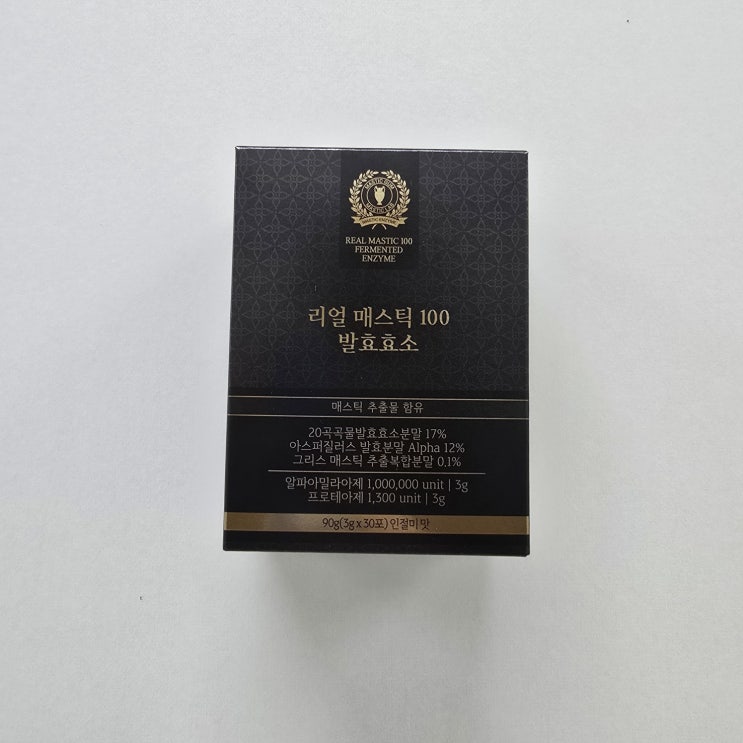 REAL MASTIC 100
FERMENTED
ENZYME
리얼 매스틱 100
발효효소
매스틱 추출물 함유
20곡곡물발효효소분말 17%
아스퍼질러스 발효분말 Alpha 12%
그리스 매스틱 추출복합분말 0.1%
알파아밀라아제 1,000,000 unit | 3g
프로테아제 1,300 unit | 3g
90g(3g x 30포) 인절미 맛